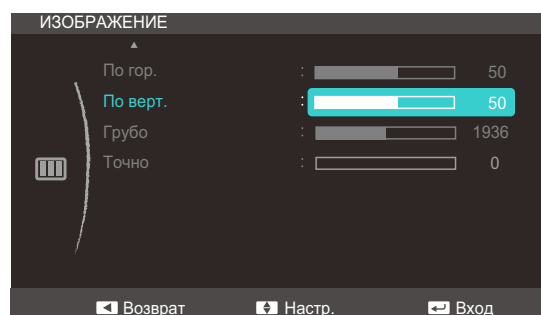 ИЗОБРАЖЕНИЕ
По гор. : 50
По верт. : 50
Грубо : 1936
Точно : 0
Возврат Настр. Вход